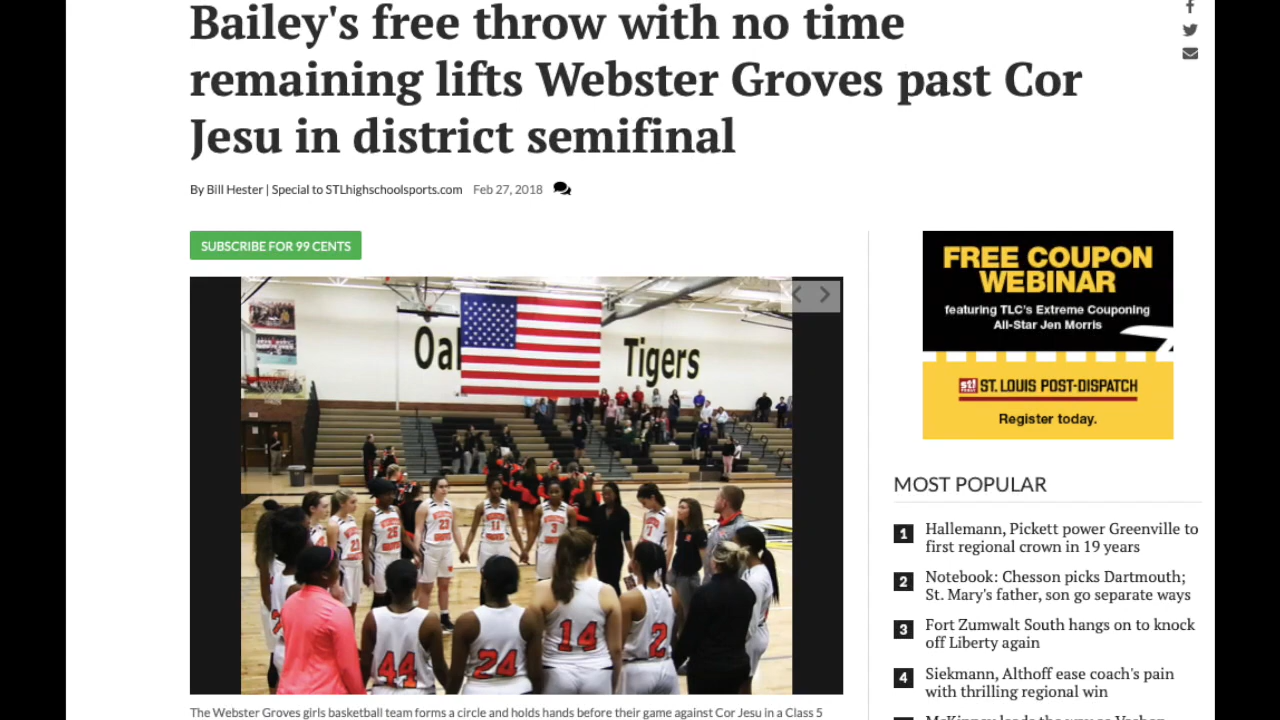 Bailey's free throw with no time
remaining lifts Webster Groves past Cor
Jesu in district semifinal
By Bill Hester | Special to STLhighschoolsports.com Feb 27, 2018
SUBSCRIBE FOR 99 CENTS
Oa
Tigers
23
11
3
25
44
24
14
2
The Webster Groves girls basketball team forms a circle and holds hands before their game against Cor Jesu in a Class 5
FREE COUPON
WEBINAR
featuring TLC's Extreme Couponing
All-Star Jen Morris
stl ST. LOUIS POST-DISPATCH
Register today.
MOST POPULAR
1 Hallemann, Pickett power Greenville to
first regional crown in 19 years
2 Notebook: Chesson picks Dartmouth;
St. Mary's father, son go separate ways
3 Fort Zumwalt South hangs on to knock
off Liberty again
4 Siekmann, Althoff ease coach's pain
with thrilling regional win